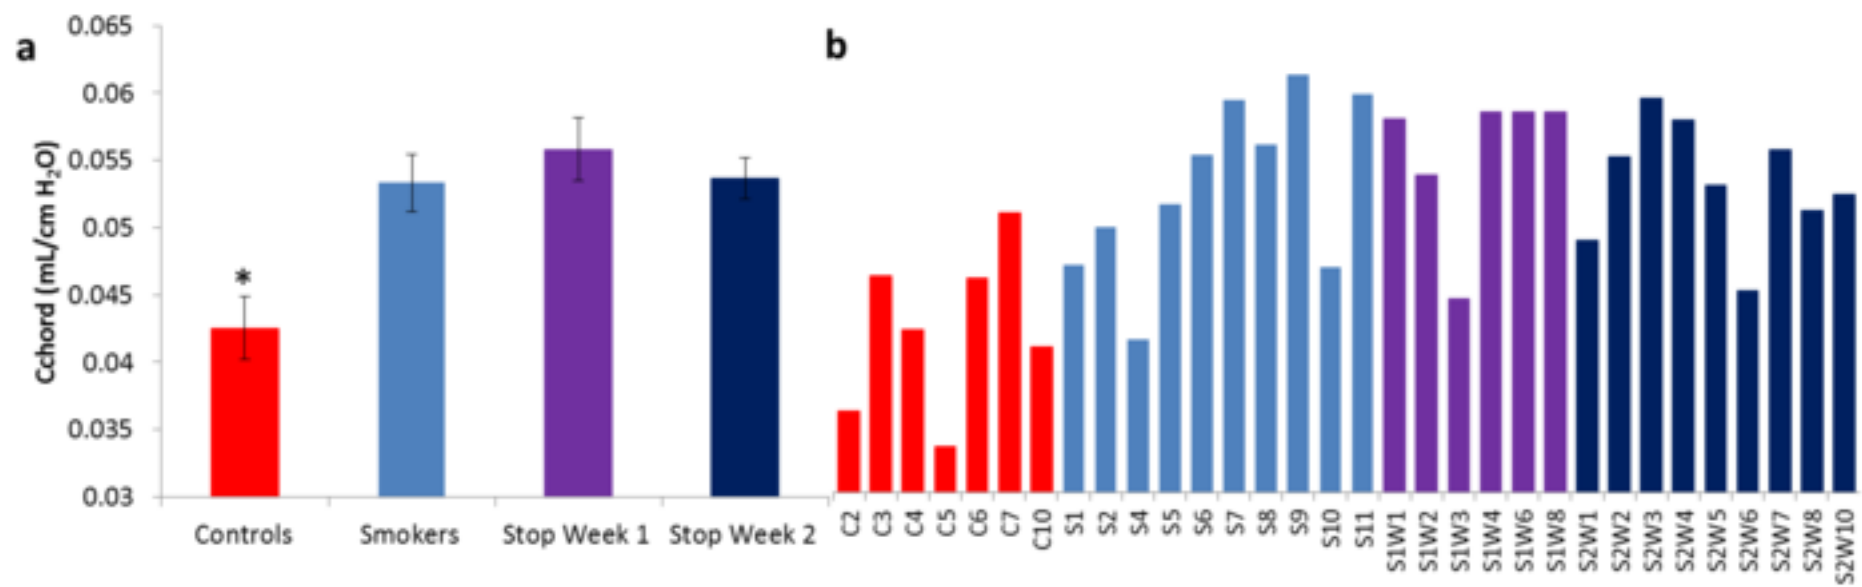 a
Cchord (mL/cm H₂O)
0.065
0.06
0.055
0.05
0.045
0.04
0.035
0.03
*
Controls
Smokers
Stop Week 1
Stop Week 2
b
C2
C3
C4
C5
C6
C7
C10
S1
S2
S4
S5
S6
S7
S8
S9
S10
S11
S1W1
S1W2
S1W3
S1W4
S1W6
S1W8
S2W1
S2W2
S2W3
S2W4
S2W5
S2W6
S2W7
S2W8
S2W10